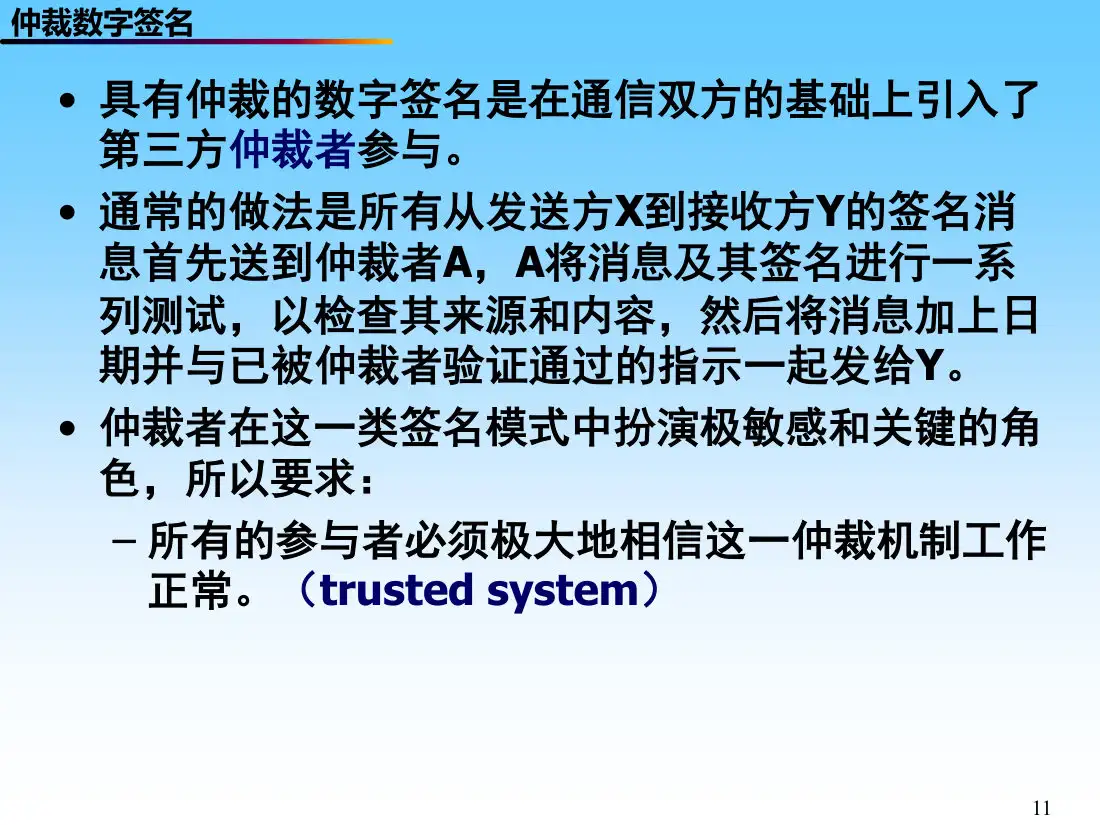 仲裁数字签名
• 具有仲裁的数字签名是在通信双方的基础上引入了
第三方仲裁者参与。
• 通常的做法是所有从发送方X到接收方Y的签名消
息首先送到仲裁者A，A将消息及其签名进行一系
列测试，以检查其来源和内容，然后将消息加上日
期并与已被仲裁者验证通过的指示一起发给Y。
• 仲裁者在这一类签名模式中扮演极敏感和关键的角
色，所以要求：
– 所有的参与者必须极大地相信这一仲裁机制工作
正常。（trusted system）
11